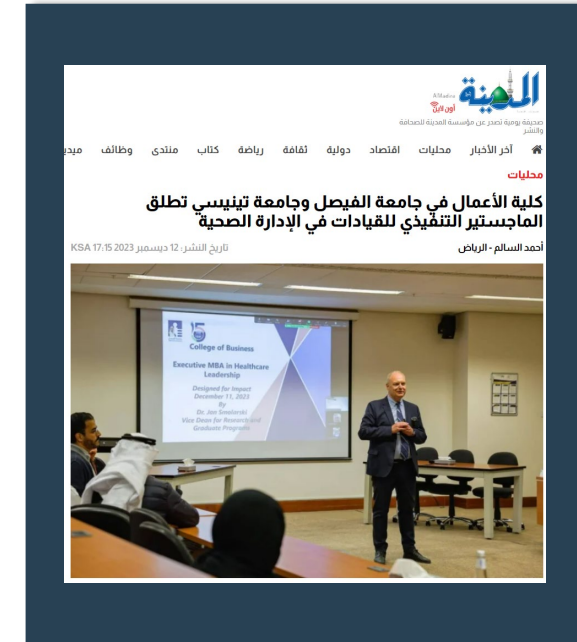 المدينة
AlMadina
أون لاين
صحيفة يومية تصدر عن مؤسسة المدينة للصحافة
والنشر
آخر الأخبار محليات اقتصاد دولية ثقافة رياضة كتاب منتدى وظائف ميدي
محليات
كلية الأعمال في جامعة الفيصل وجامعة تينيسي تطلق
الماجستير التنفيذي للقيادات في الإدارة الصحية
أحمد السالم - الرياض
تاريخ النشر: 12 ديسمبر 2023 17:15 KSA
15
College of Business
Executive MBA in Healthcare
Leadership
Designed for Impact
December 11, 2023
By
Dr. Jan Smolarski
Vice Dean for Research and
Graduate Programs